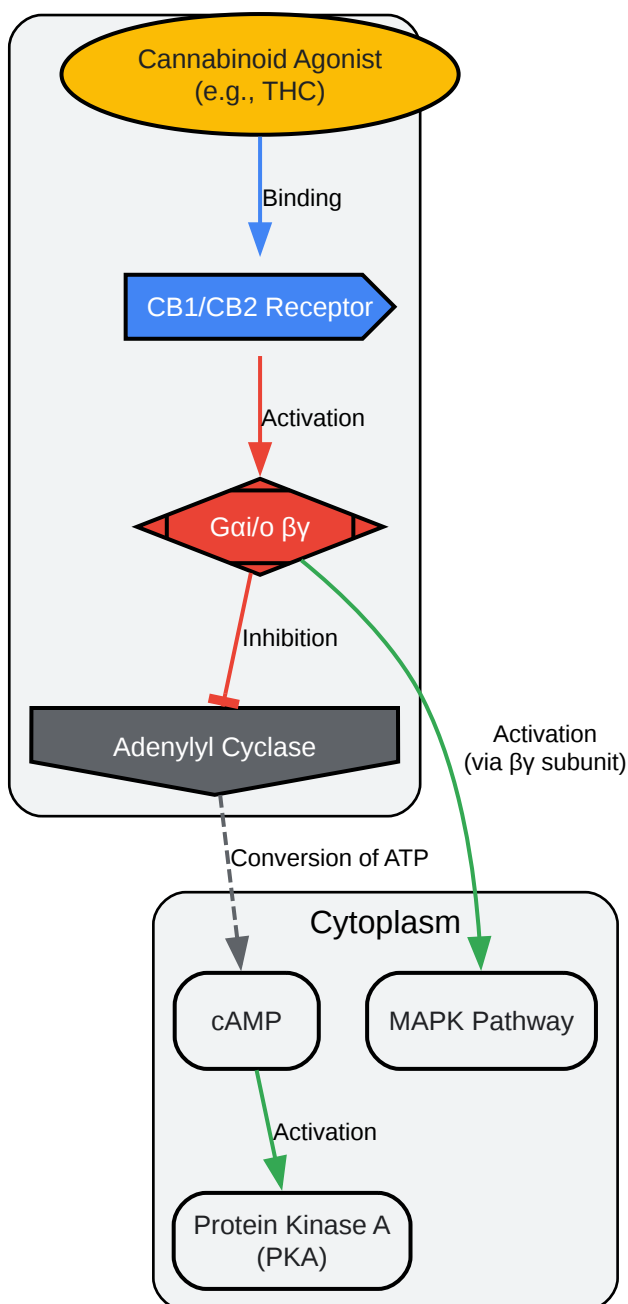 Cannabinoid Agonist
(e.g., THC)
Binding
CB1/CB2 Receptor
Activation
Gαi/o βγ
Inhibition
Adenylyl Cyclase
Activation
(via βγ subunit)
Conversion of ATP
Cytoplasm
cAMP
MAPK Pathway
Activation
Protein Kinase A
(PKA)